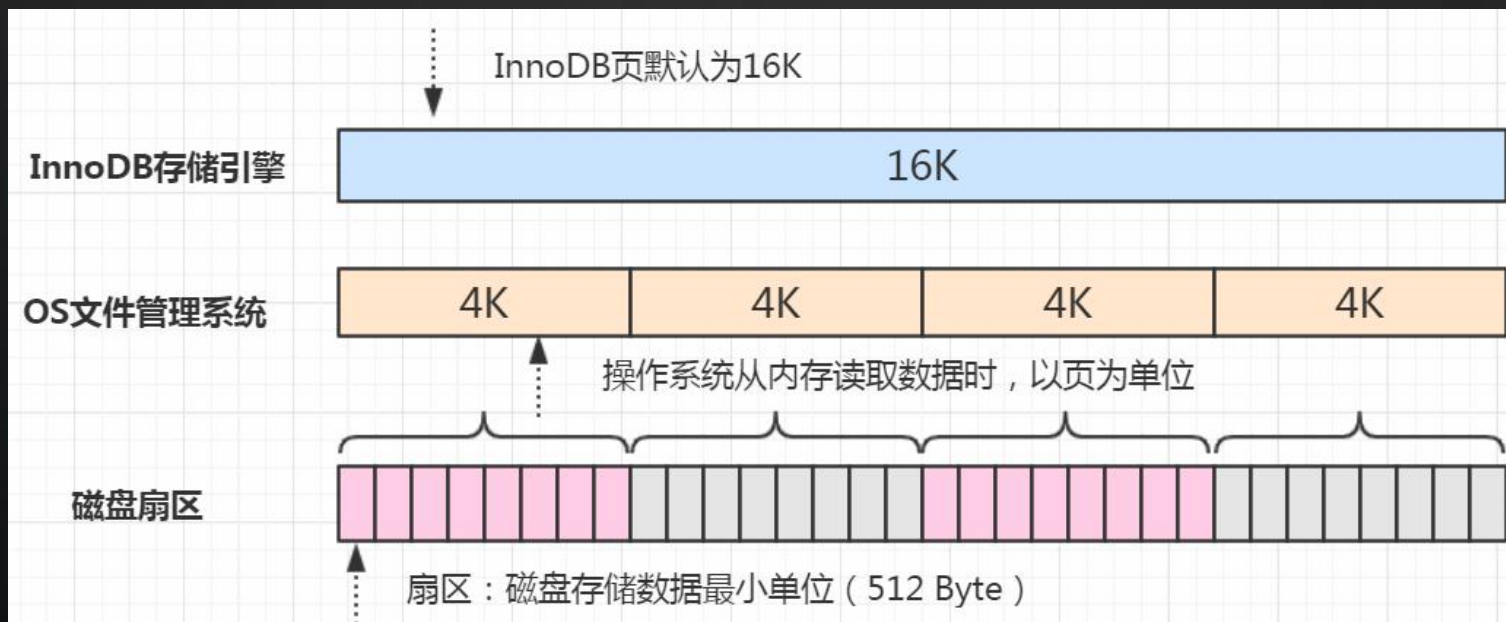 InnoDB页默认为16K
InnoDB存储引擎
16K
OS文件管理系统
4K
4K
4K
4K
操作系统从内存读取数据时，以页为单位
磁盘扇区
扇区：磁盘存储数据最小单位（512 Byte）